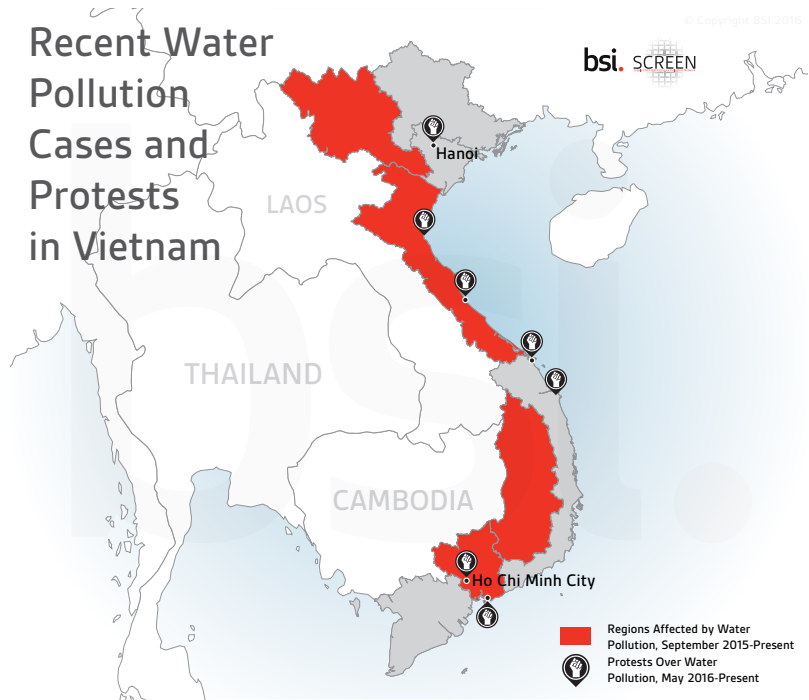 © Copyright BSI 2016
Recent Water
Pollution
Cases and
Protests
in Vietnam
bsi. SCREEN
Hanoi
LAOS
THAILAND
CAMBODIA
Ho Chi Minh City
Regions Affected by Water
Pollution, September 2015-Present
Protests Over Water
Pollution, May 2016-Present
bsi.